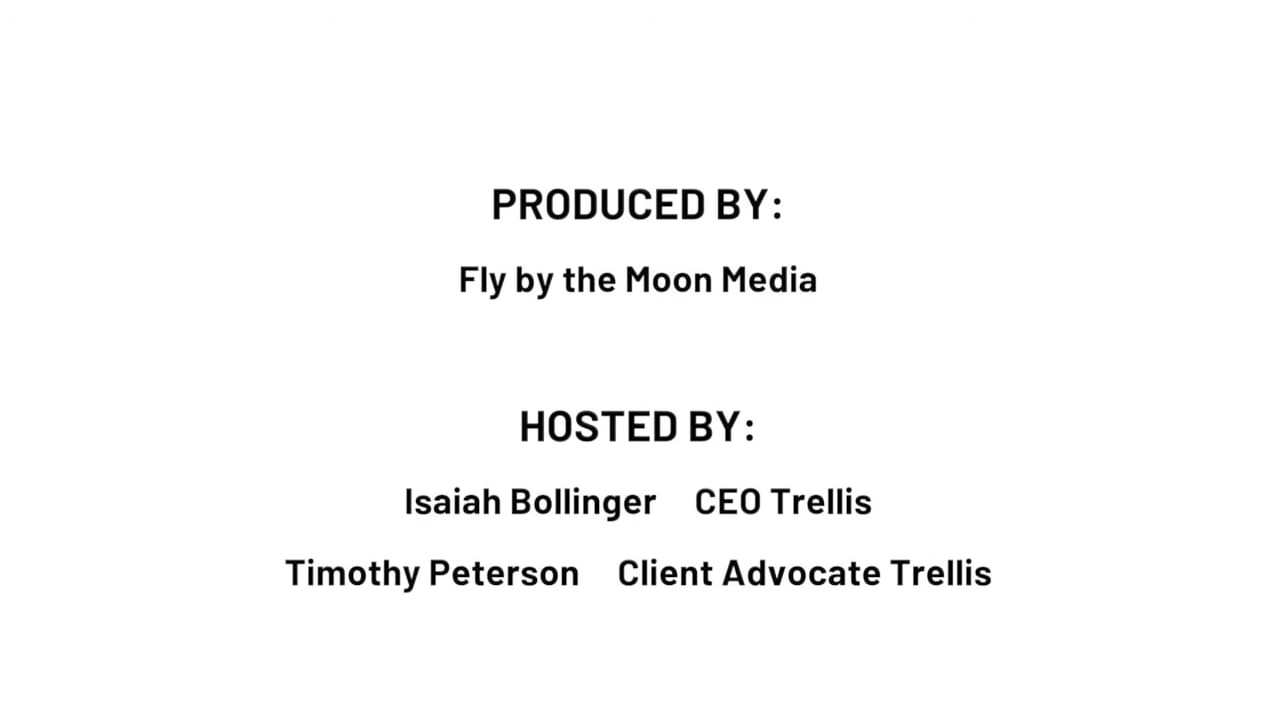 PRODUCED BY:
Fly by the Moon Media
HOSTED BY:
Isaiah Bollinger CEO Trellis
Timothy Peterson Client Advocate Trellis